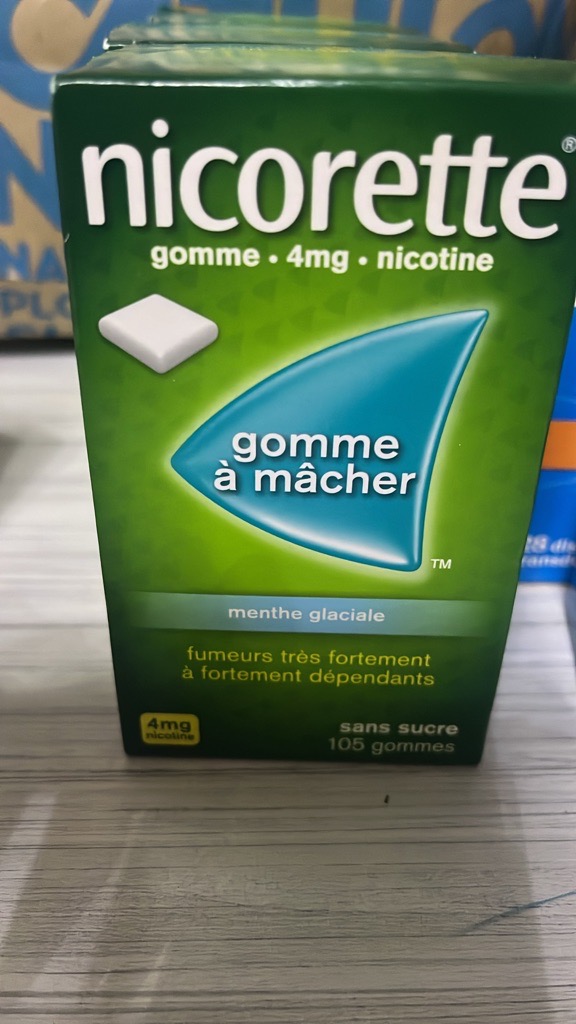 nicorette®
gomme • 4mg • nicotine
gomme
à mâcher
TM
menthe glaciale
fumeurs très fortement
à fortement dépendants
4mg
nicotine
sans sucre
105 gommes